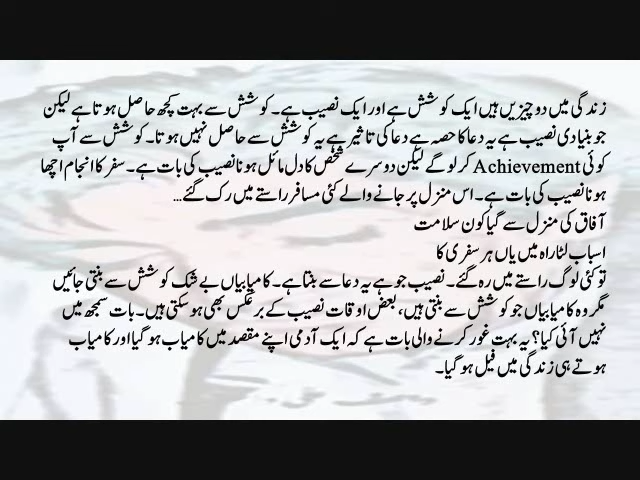 زندگی میں دو چیزیں ہیں ایک کوشش ہے اور ایک نصیب ہے۔ کوشش سے بہت کچھ حاصل ہوتا ہے لیکن
جو بنیادی نصیب ہے یہ دعا کا حصہ ہے دعا کی تاثیر ہے یہ کوشش سے حاصل نہیں ہوتا۔ کوشش سے آپ
کوئی Achievement کر لو گے لیکن دوسرے شخص کا دل مائل ہونا نصیب کی بات ہے۔ سفر کا انجام اچھا
ہونا نصیب کی بات ہے۔ اس منزل پر جانے والے کئی مسافر راستے میں رک گئے...
آفاق کی منزل سے گیا کون سلامت
اسباب لٹا راہ میں یاں ہر سفری کا
تو کئی لوگ راستے میں رہ گئے۔ نصیب جو ہے یہ دعا سے بنتا ہے۔ کامیابیاں بے شک کوشش سے بنتی جائیں
مگر وہ کامیابیاں جو کوشش سے بنتی ہیں، بعض اوقات نصیب کے برعکس بھی ہو سکتی ہیں۔ بات سمجھ میں
نہیں آئی کیا؟ یہ بہت غور کرنے والی بات ہے کہ ایک آدمی اپنے مقصد میں کامیاب ہو گیا اور کامیاب
ہوتے ہی زندگی میں فیل ہو گیا۔